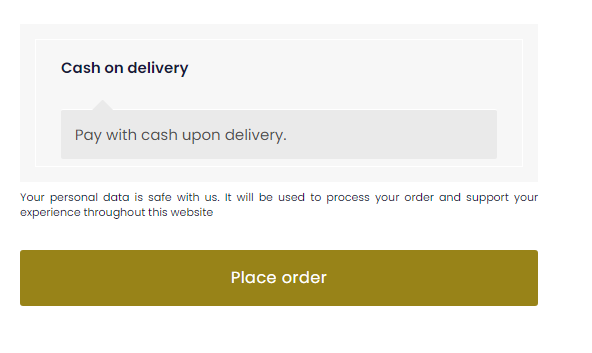 Cash on delivery
Pay with cash upon delivery.
Your personal data is safe with us. It will be used to process your order and support your
experience throughout this website
Place order